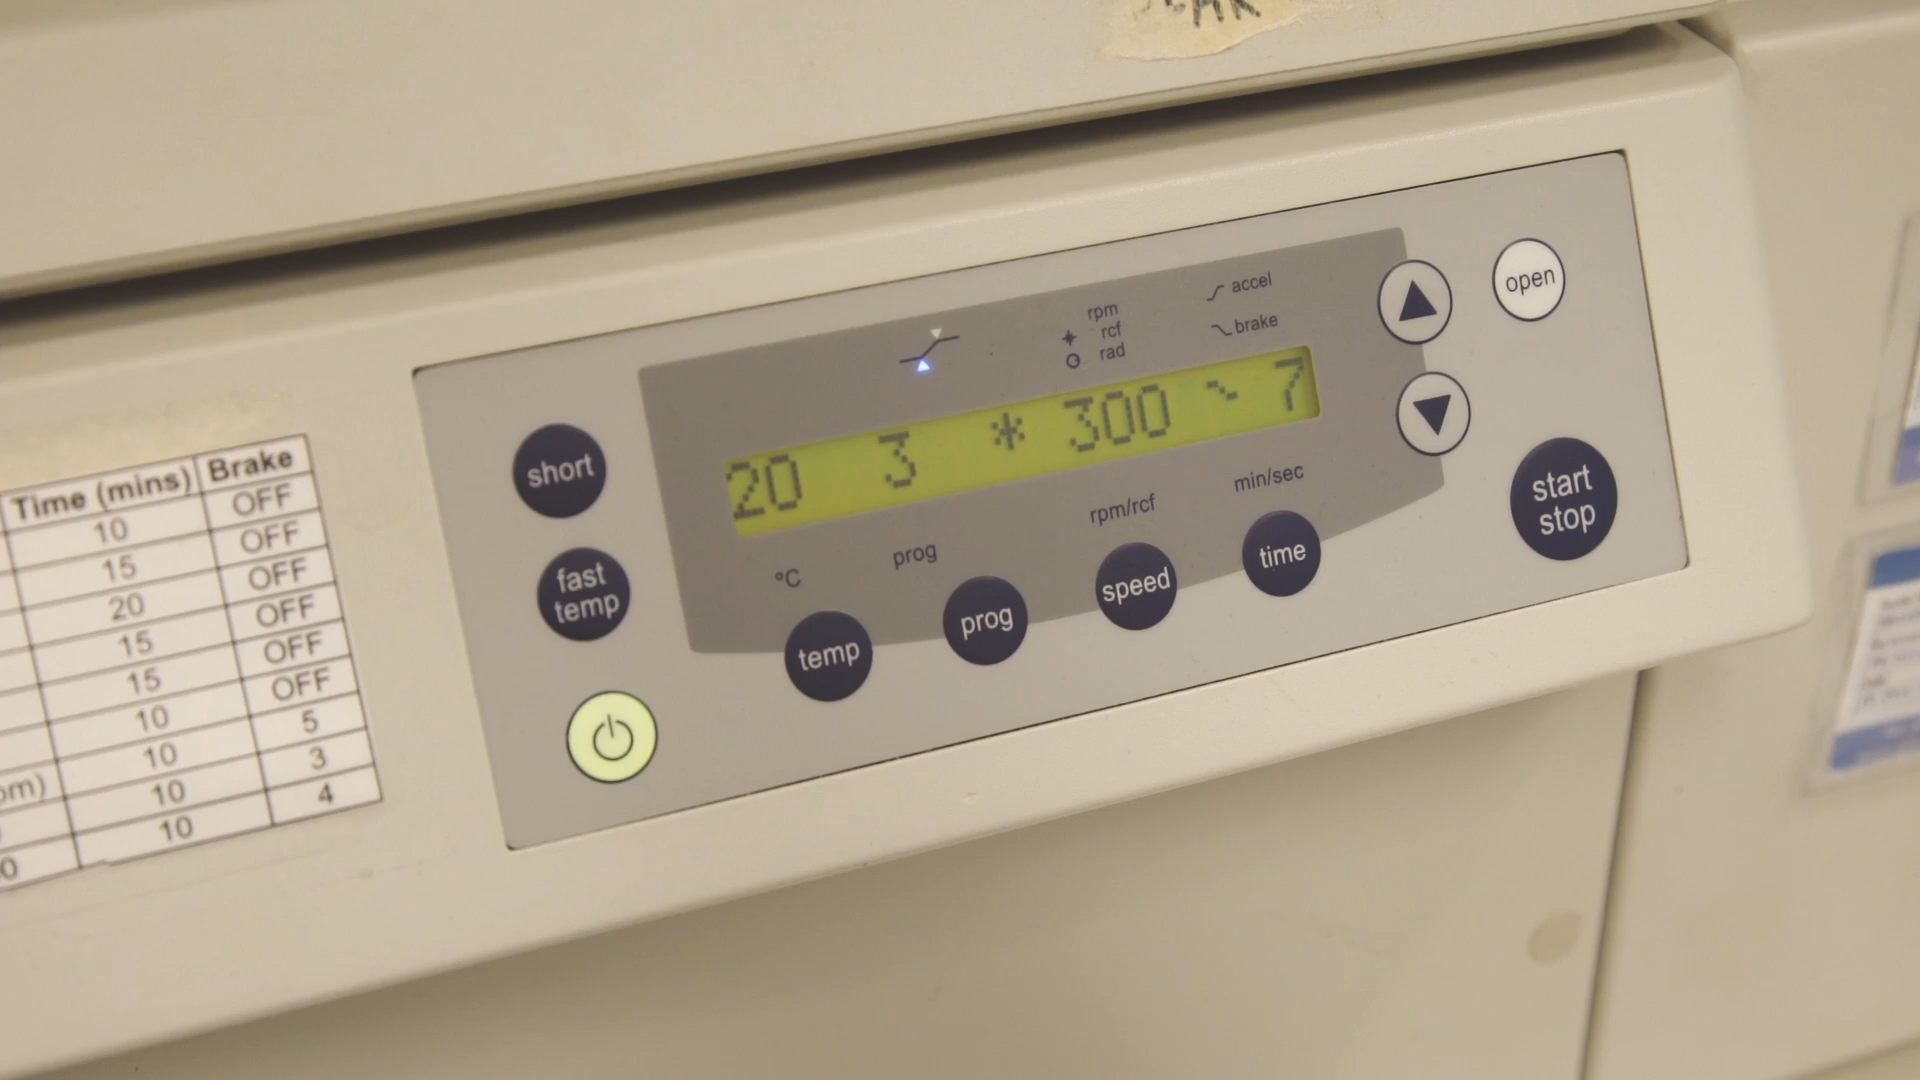 Time (mins) Brake
10 OFF
15 OFF
20 OFF
15 OFF
15 OFF
10 OFF
10 5
10 3
10 4
short
fast
temp
rpm
* rcf
rad
accel
brake
20 3 * 300 7
°C
prog
rpm/rcf
min/sec
temp
prog
speed
time
open
start
stop